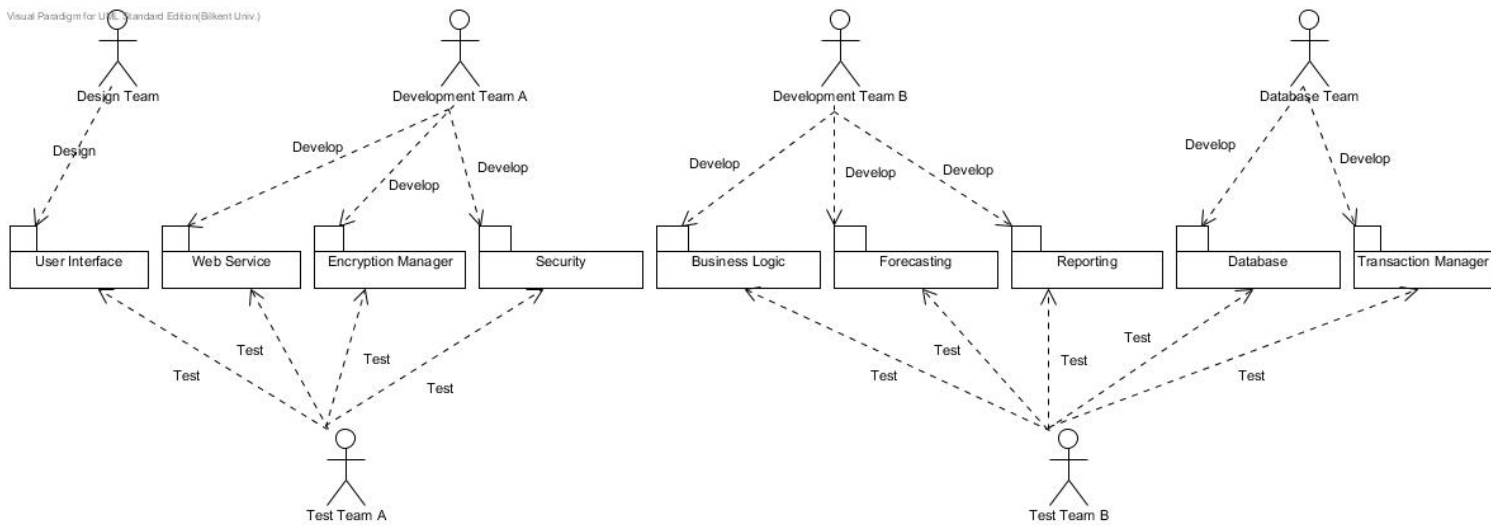 Visual Paradigm for UML Standard Edition(Bilkent Univ.)
Design Team
Development Team A
Development Team B
Database Team
Design
Develop
Develop
Develop
Develop
Develop
Develop
Develop
Develop
User Interface
Web Service
Encryption Manager
Security
Business Logic
Forecasting
Reporting
Database
Transaction Manager
Test
Test
Test
Test
Test
Test
Test
Test
Test
Test Team A
Test Team B